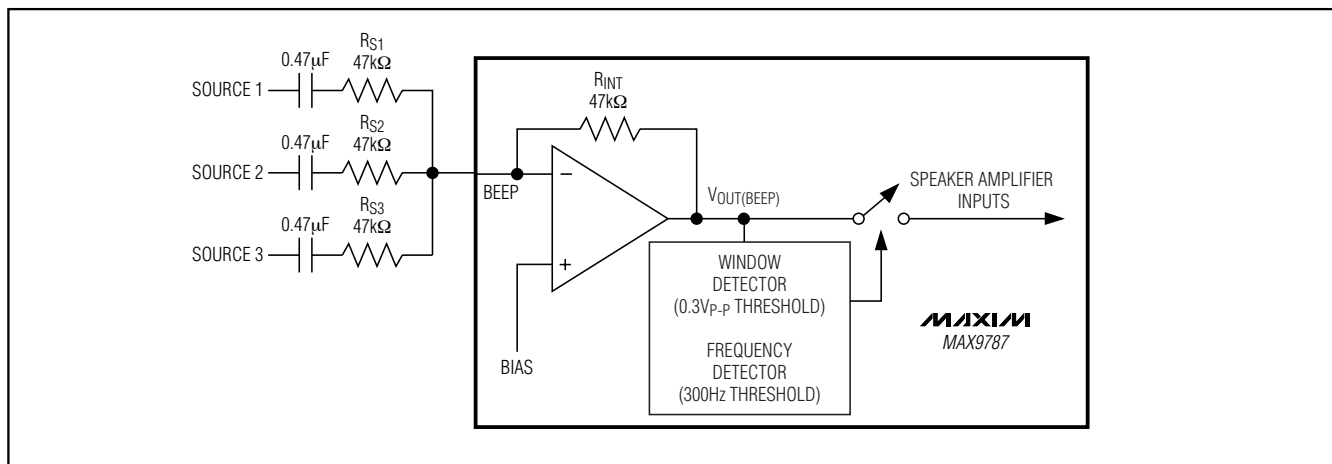 RS1
0.47μF 47kΩ
SOURCE 1
RS2
0.47μF 47kΩ
SOURCE 2
RS3
0.47μF 47kΩ
SOURCE 3
RINT
47kΩ
BEEP
−
+
BIAS
VOUT(BEEP)
SPEAKER AMPLIFIER
INPUTS
WINDOW
DETECTOR
(0.3VP-P THRESHOLD)
FREQUENCY
DETECTOR
(300Hz THRESHOLD)
MAXIM
MAX9787